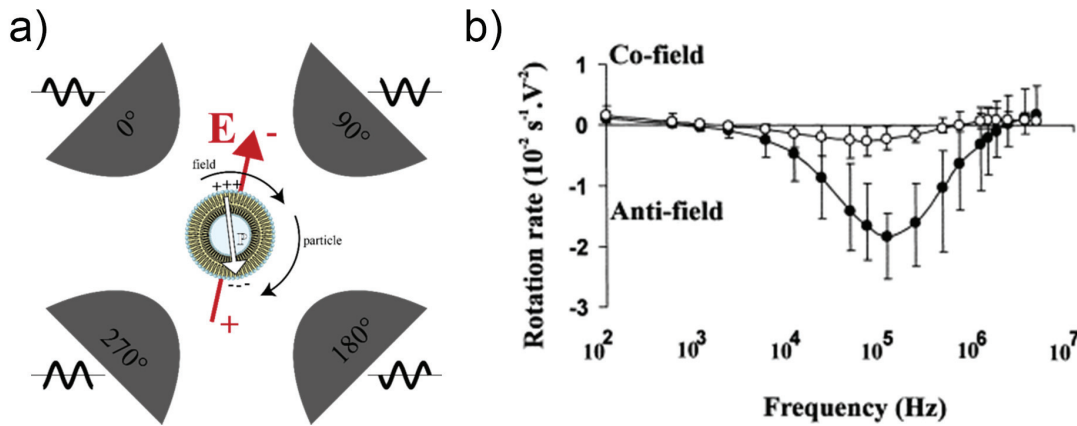 a)
0°
90°
E
-
field
+++
P
particle
---
+
270°
180°
b)
Co-field
Anti-field
Rotation rate (10⁻² s⁻¹.V⁻²)
1
0
-1
-2
-3
10² 10³ 10⁴ 10⁵ 10⁶ 10⁷
Frequency (Hz)